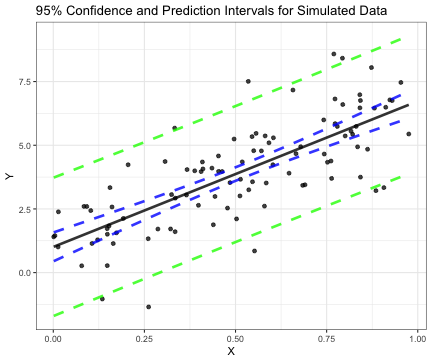 95% Confidence and Prediction Intervals for Simulated Data
Y
7.5
5.0
2.5
0.0
0.00 0.25 0.50 0.75 1.00
X